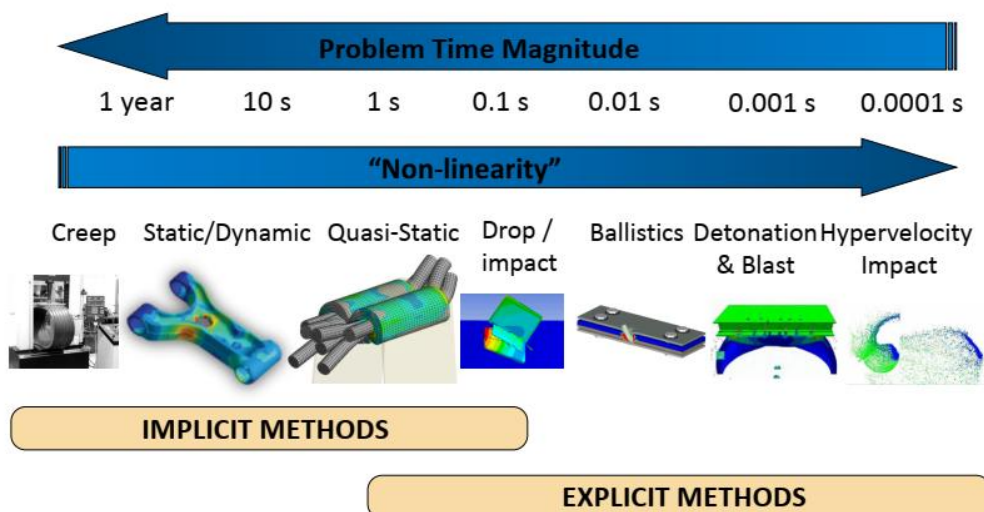 Problem Time Magnitude
1 year 10 s 1 s 0.1 s 0.01 s 0.001 s 0.0001 s
“Non-linearity”
Creep
Static/Dynamic
Quasi-Static
Drop /
impact
Ballistics
Detonation
& Blast
Hypervelocity
Impact
IMPLICIT METHODS
EXPLICIT METHODS